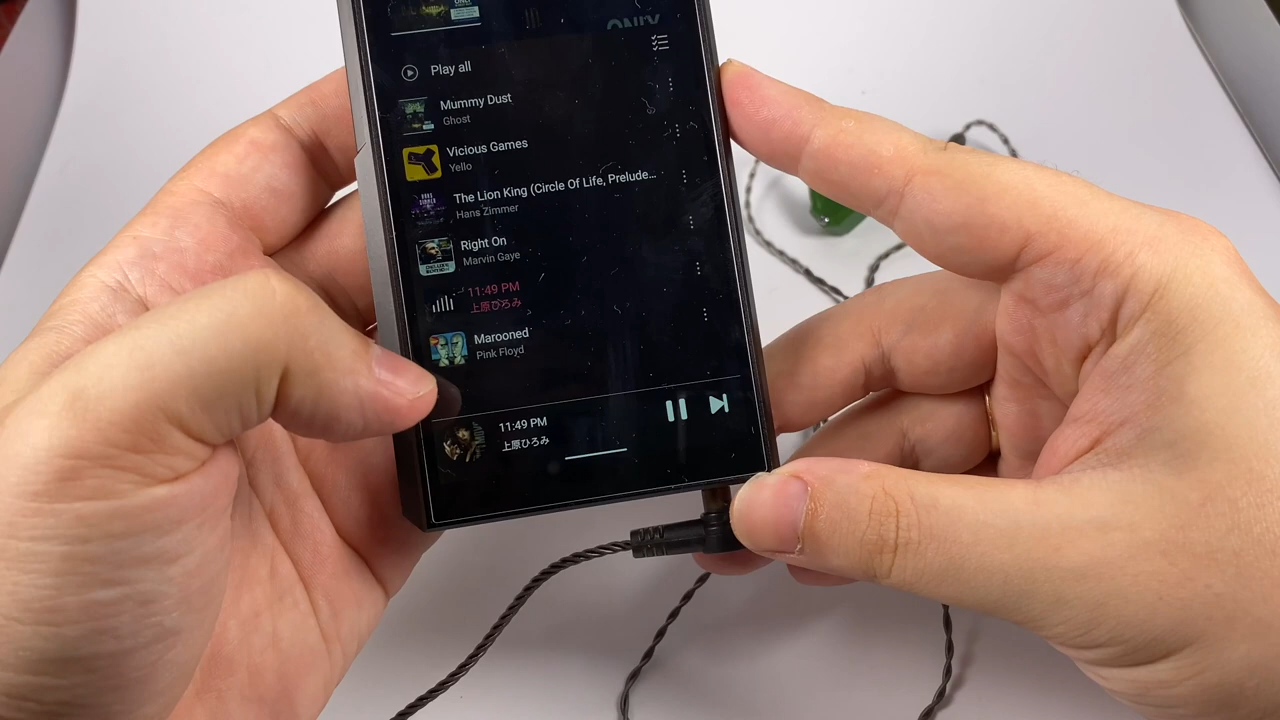 Play all
Mummy Dust
Ghost
Vicious Games
Yello
The Lion King (Circle Of Life, Prelude...
Hans Zimmer
Right On
Marvin Gaye
11:49 PM
上原ひろみ
Marooned
Pink Floyd
11:49 PM
上原ひろみ